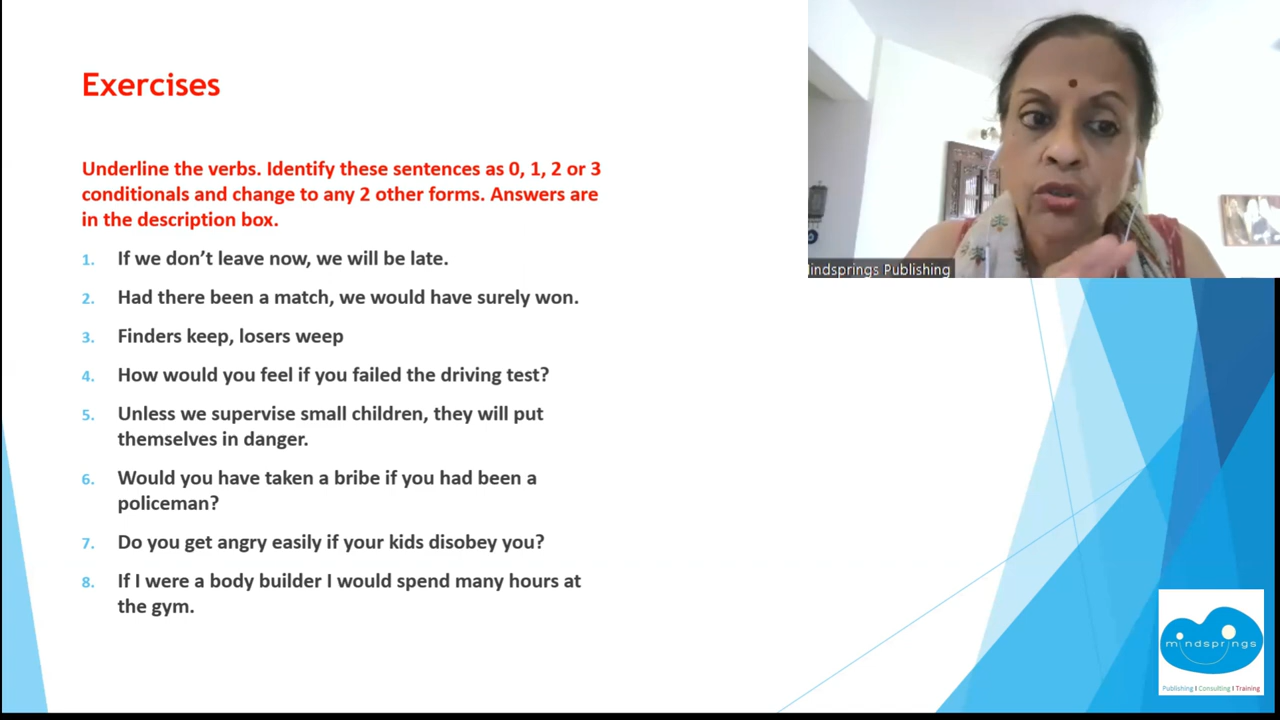 Exercises
Underline the verbs. Identify these sentences as 0, 1, 2 or 3
conditionals and change to any 2 other forms. Answers are
in the description box.
1. If we don’t leave now, we will be late.
2. Had there been a match, we would have surely won.
3. Finders keep, losers weep
4. How would you feel if you failed the driving test?
5. Unless we supervise small children, they will put
themselves in danger.
6. Would you have taken a bribe if you had been a
policeman?
7. Do you get angry easily if your kids disobey you?
8. If I were a body builder I would spend many hours at
the gym.
indsprings Publishing
mindsprings
Publishing I Consulting I Training